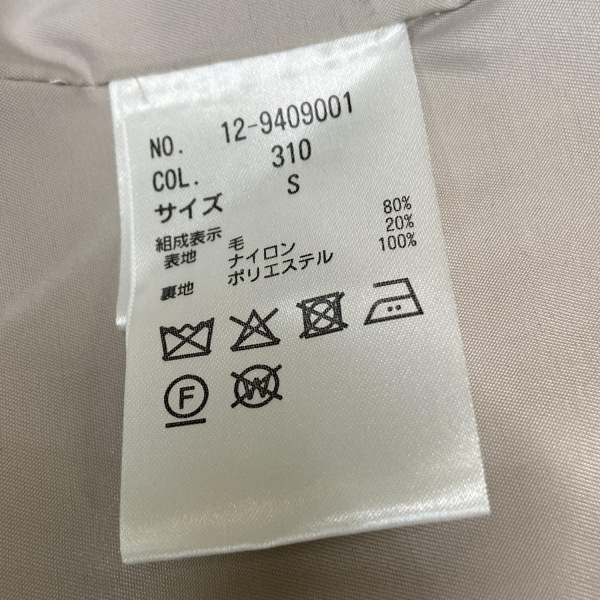 NO. 12-9409001
COL. 310
サイズ S
組成表示
表地 毛 80%
ナイロン 20%
裏地 ポリエステル 100%
F
W